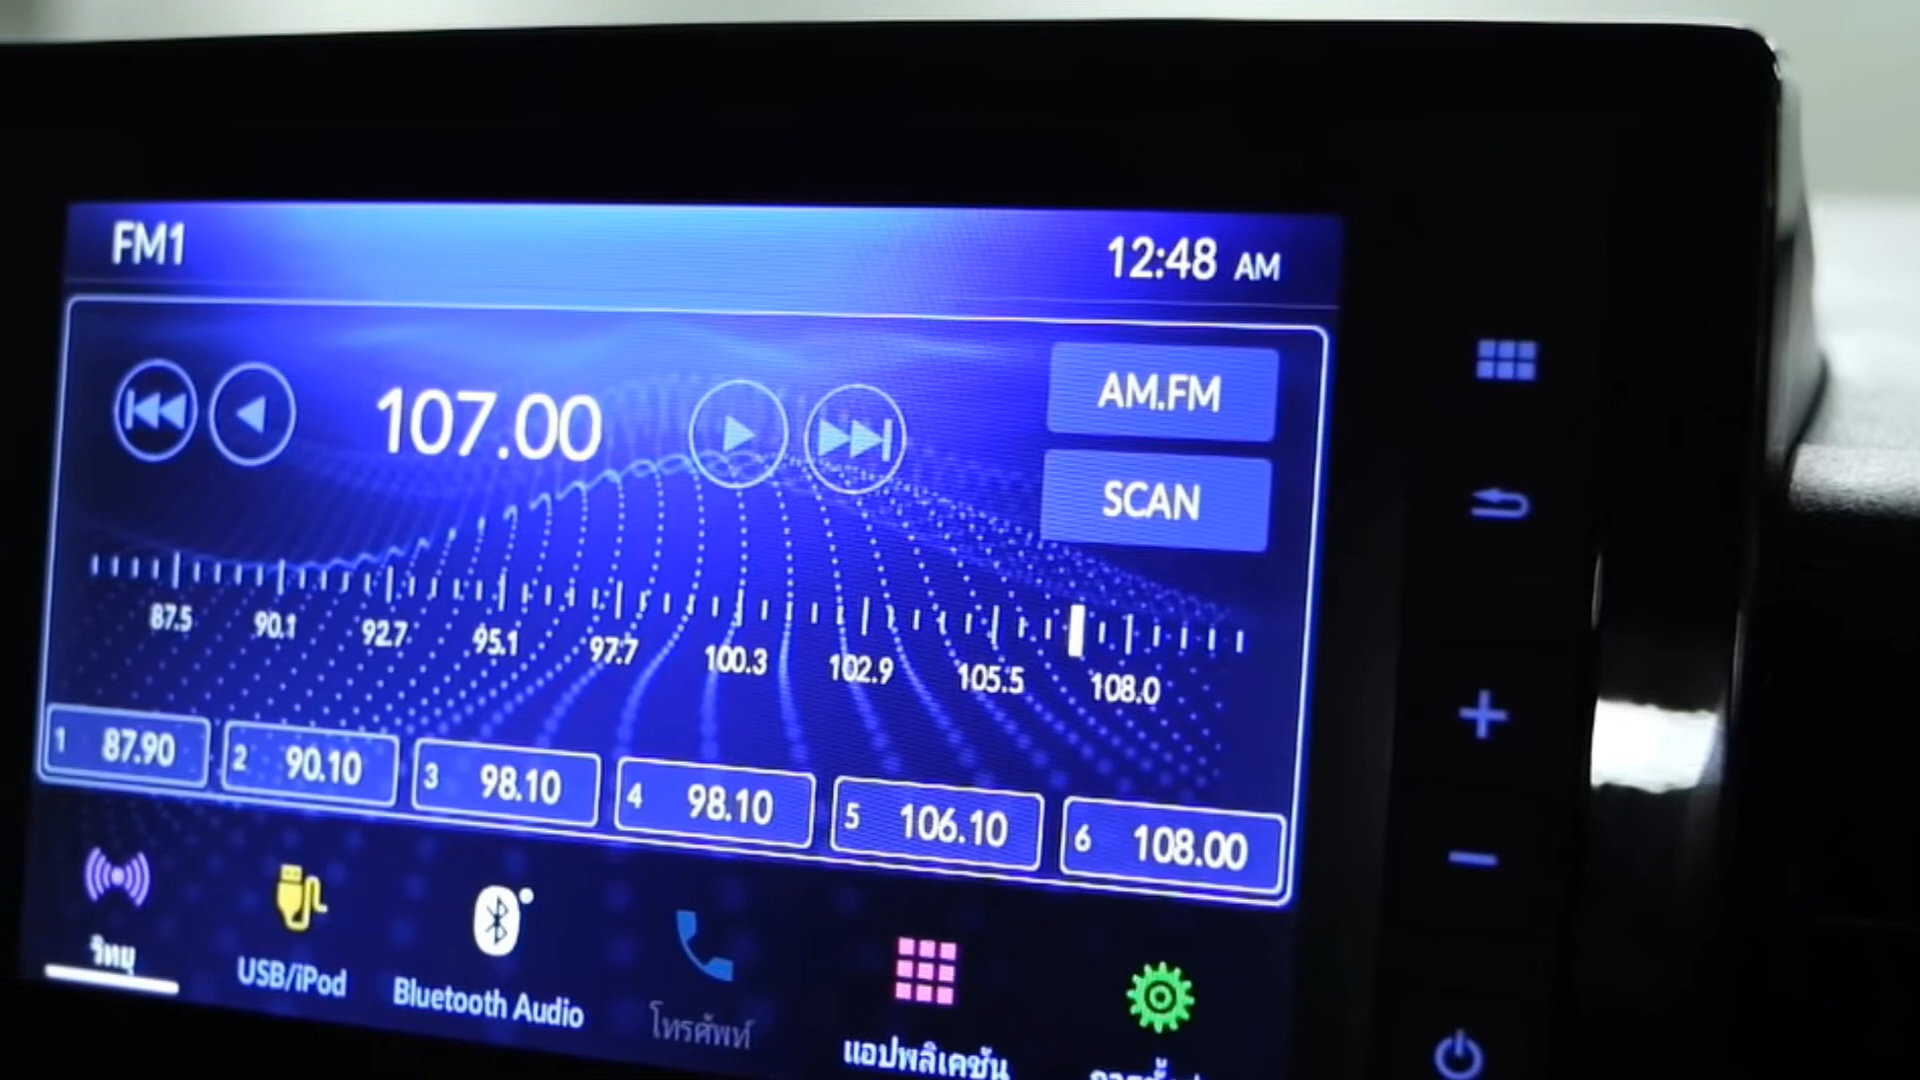 FM1
12:48 AM
107.00
AM.FM
SCAN
87.5 90.1 92.7 95.1 97.7 100.3 102.9 105.5 108.0
1 87.90
2 90.10
3 98.10
4 98.10
5 106.10
6 108.00
วิทยุ
USB/iPod
Bluetooth Audio
โทรศัพท์
แอปพลิเคชัน